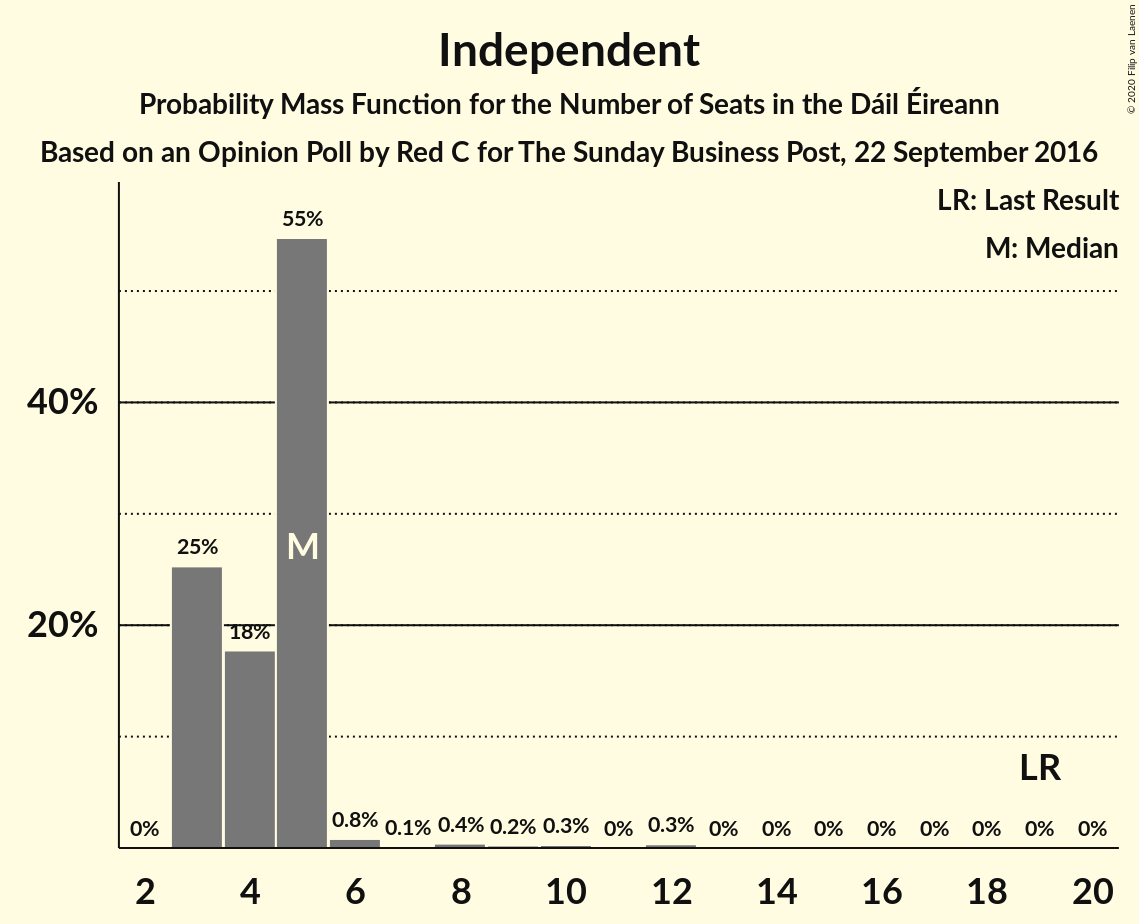 Independent
Probability Mass Function for the Number of Seats in the Dáil Éireann
Based on an Opinion Poll by Red C for The Sunday Business Post, 22 September 2016
© 2020 Filip van Laenen
LR: Last Result
M: Median
55%
40%
M
25%
20%
18%
LR
0% 0.8% 0.1% 0.4% 0.2% 0.3% 0% 0.3% 0% 0% 0% 0% 0% 0% 0% 0%
2 4 6 8 10 12 14 16 18 20